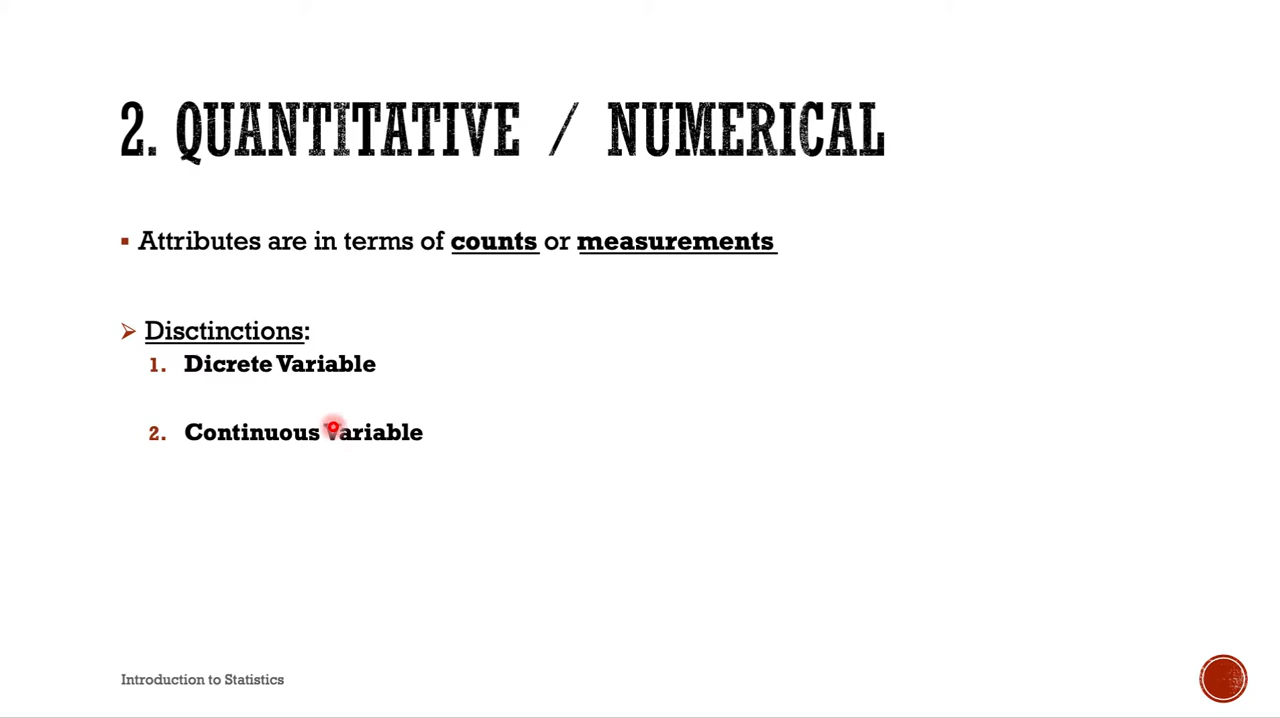 2. QUANTITATIVE / NUMERICAL
Attributes are in terms of counts or measurements
Disctinctions:
1. Dicrete Variable
2. Continuous Variable
Introduction to Statistics